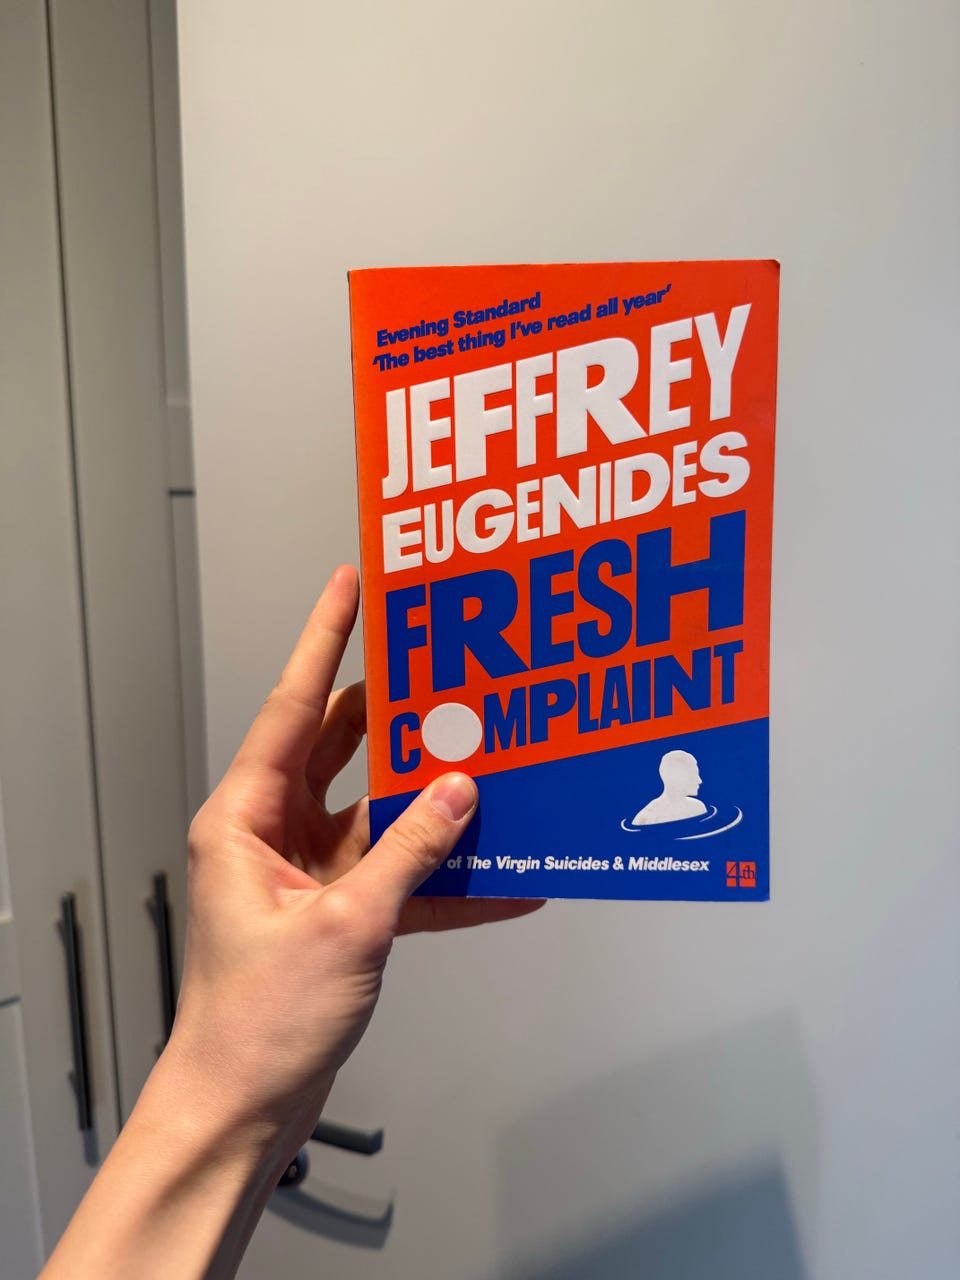 Evening Standard
‘The best thing I’ve read all year’
JEFFREY
EUGENIDES
FRESH
COMPLAINT
of The Virgin Suicides & Middlesex
4th